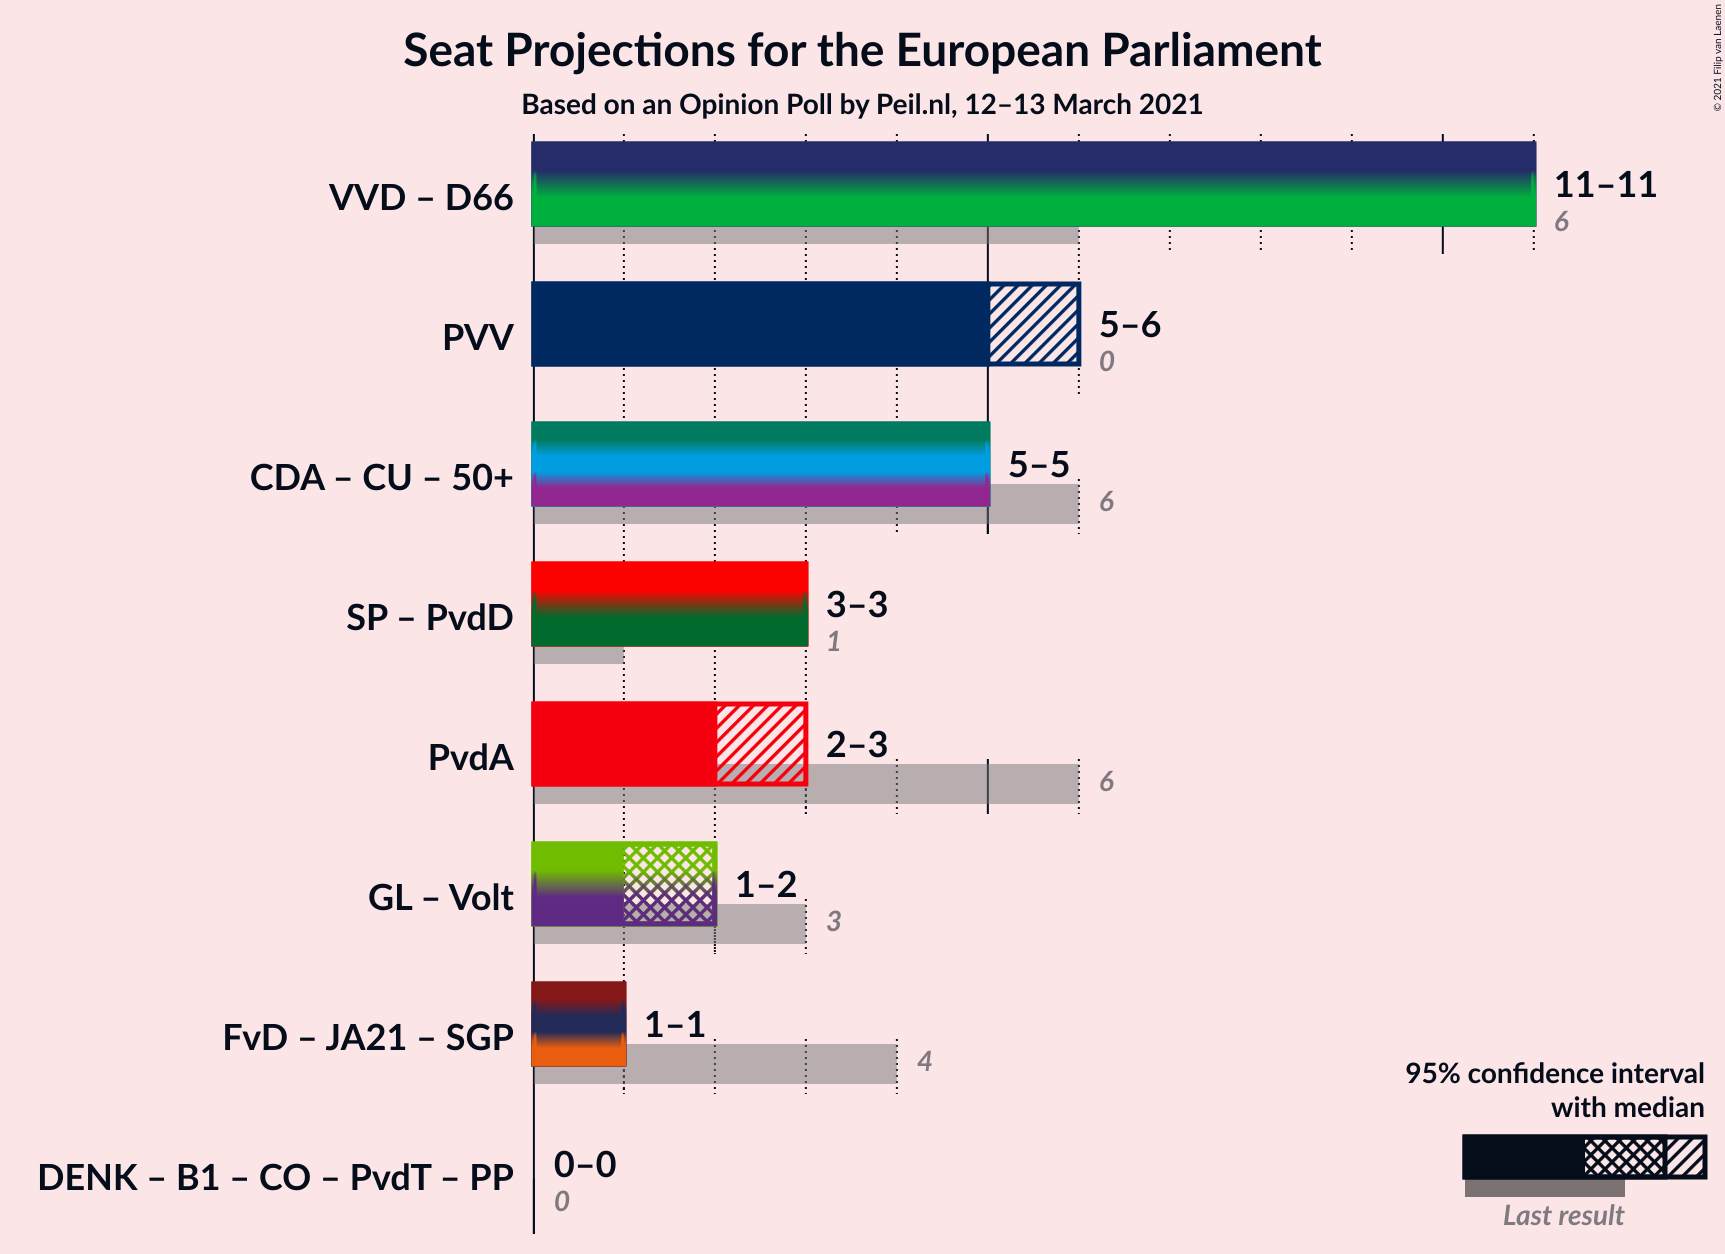 Seat Projections for the European Parliament
Based on an Opinion Poll by Peil.nl, 12–13 March 2021
© 2021 Filip van Laenen
VVD – D66
11–11
6
PVV
5–6
0
CDA – CU – 50+
5–5
6
SP – PvdD
3–3
1
PvdA
2–3
6
GL – Volt
1–2
3
FvD – JA21 – SGP
1–1
4
DENK – B1 – CO – PvdT – PP
0–0
0
95% confidence interval
with median
Last result